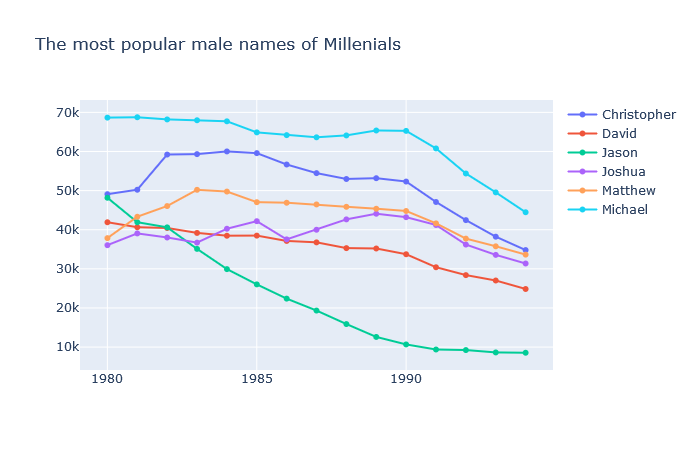 The most popular male names of Millenials
70k
60k
50k
40k
30k
20k
10k
1980
1985
1990
Christopher
David
Jason
Joshua
Matthew
Michael